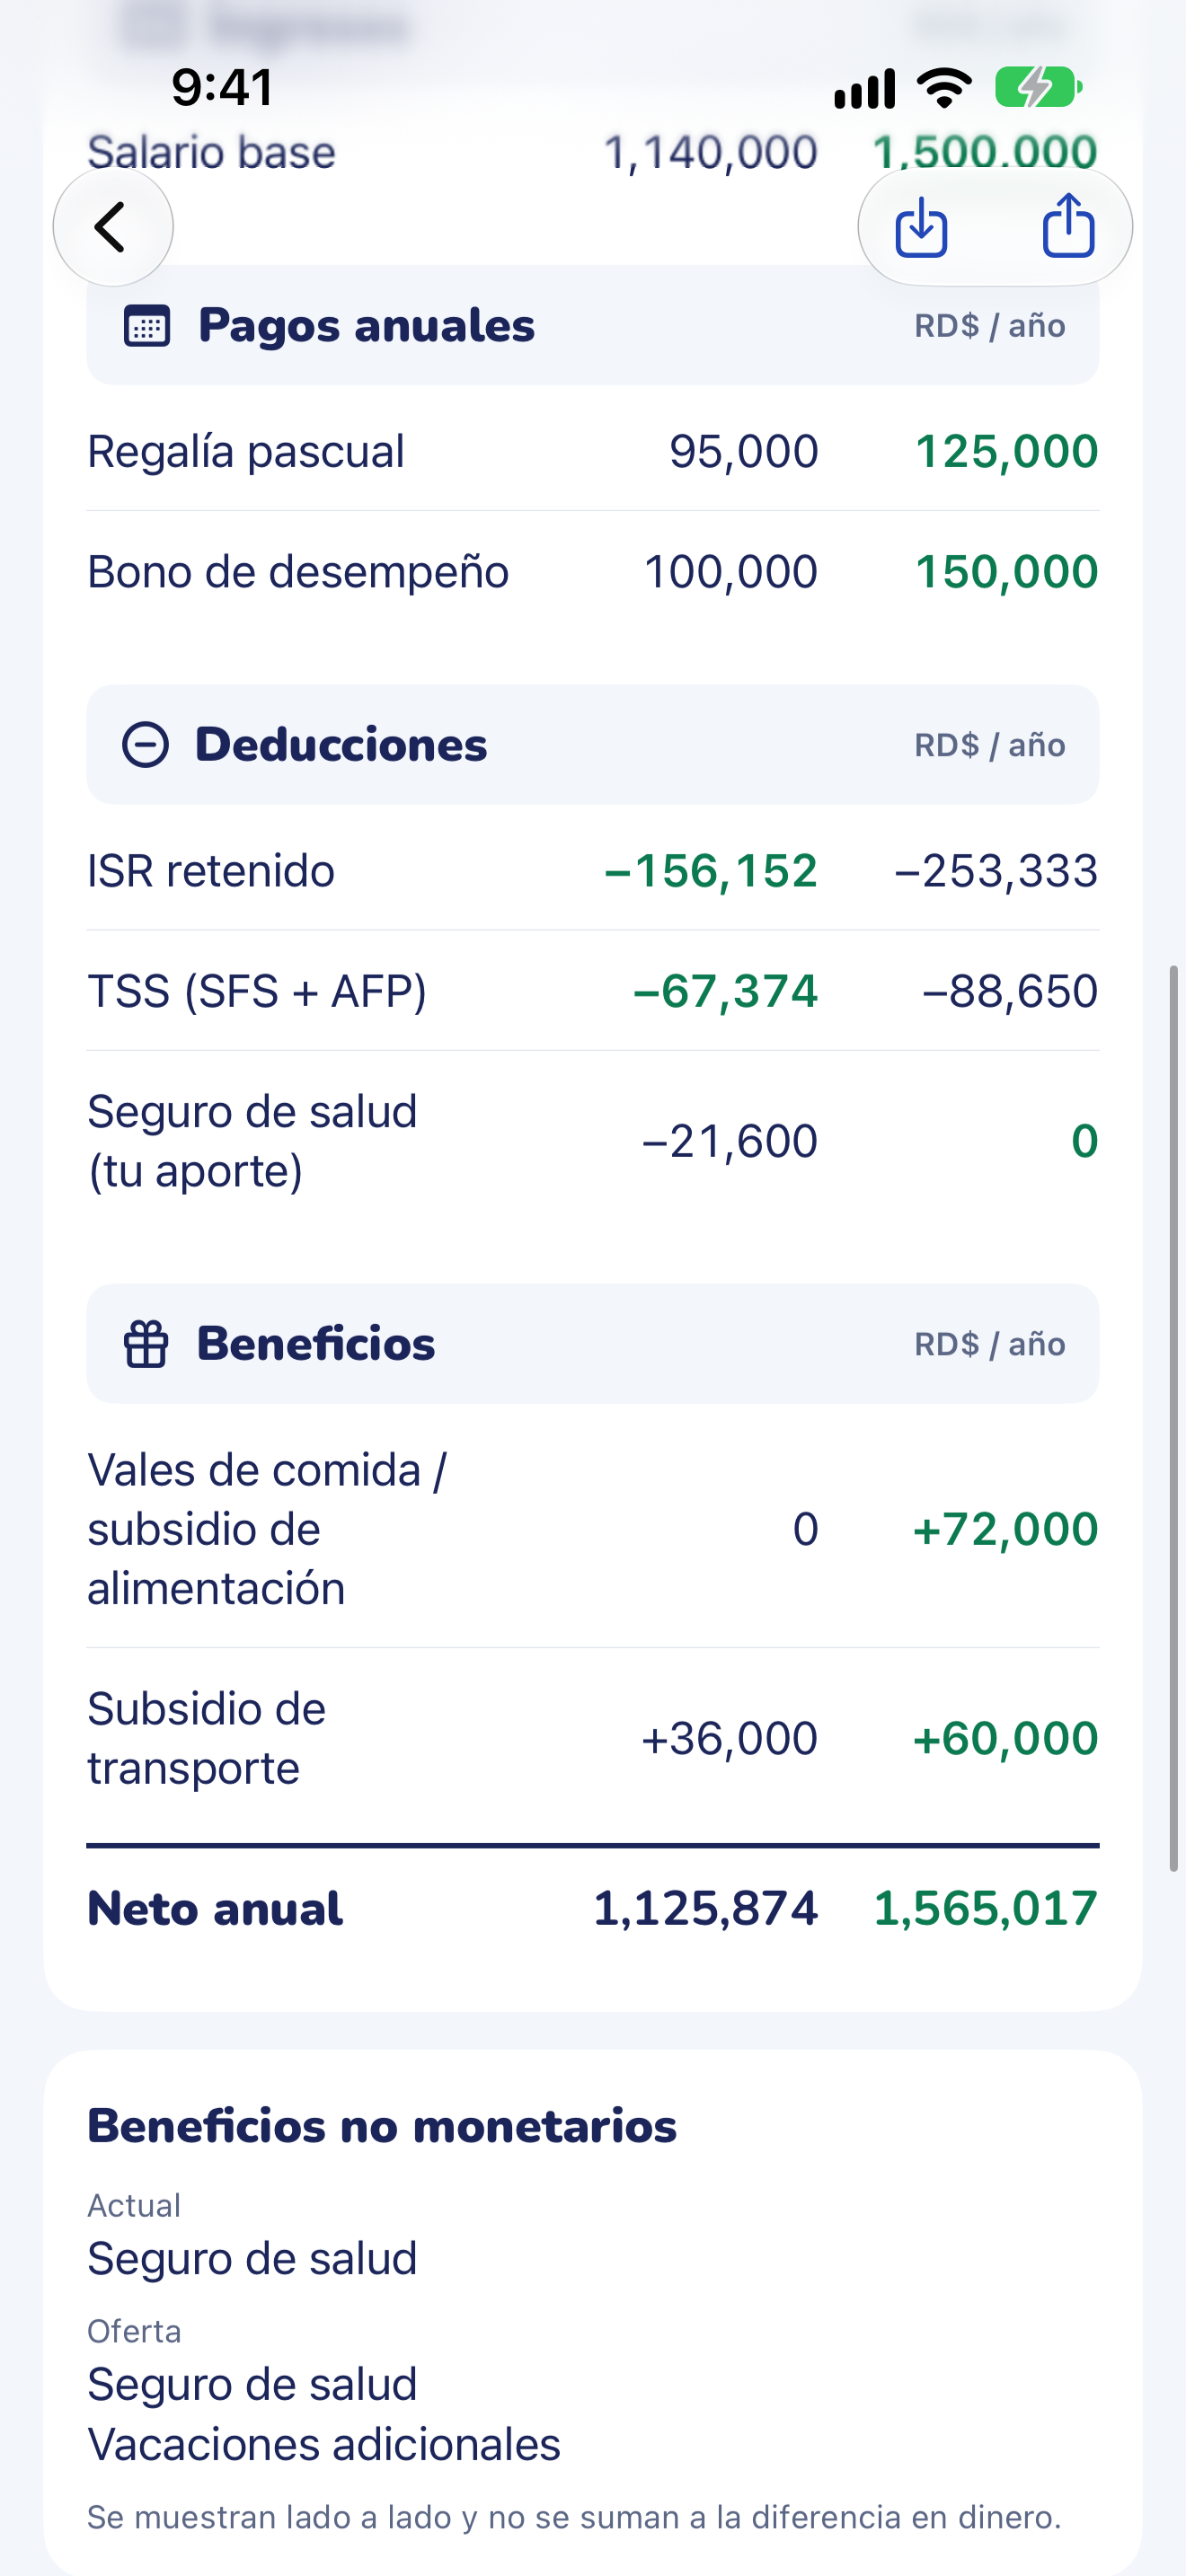 9:41
Salario base 1,140,000 1,500,000
Pagos anuales RD$ / año
Regalía pascual 95,000 125,000
Bono de desempeño 100,000 150,000
Deducciones RD$ / año
ISR retenido –156,152 –253,333
TSS (SFS + AFP) –67,374 –88,650
Seguro de salud
(tu aporte) –21,600 0
Beneficios RD$ / año
Vales de comida /
subsidio de 0 +72,000
alimentación
Subsidio de
transporte +36,000 +60,000
Neto anual 1,125,874 1,565,017
Beneficios no monetarios
Actual
Seguro de salud
Oferta
Seguro de salud
Vacaciones adicionales
Se muestran lado a lado y no se suman a la diferencia en dinero.